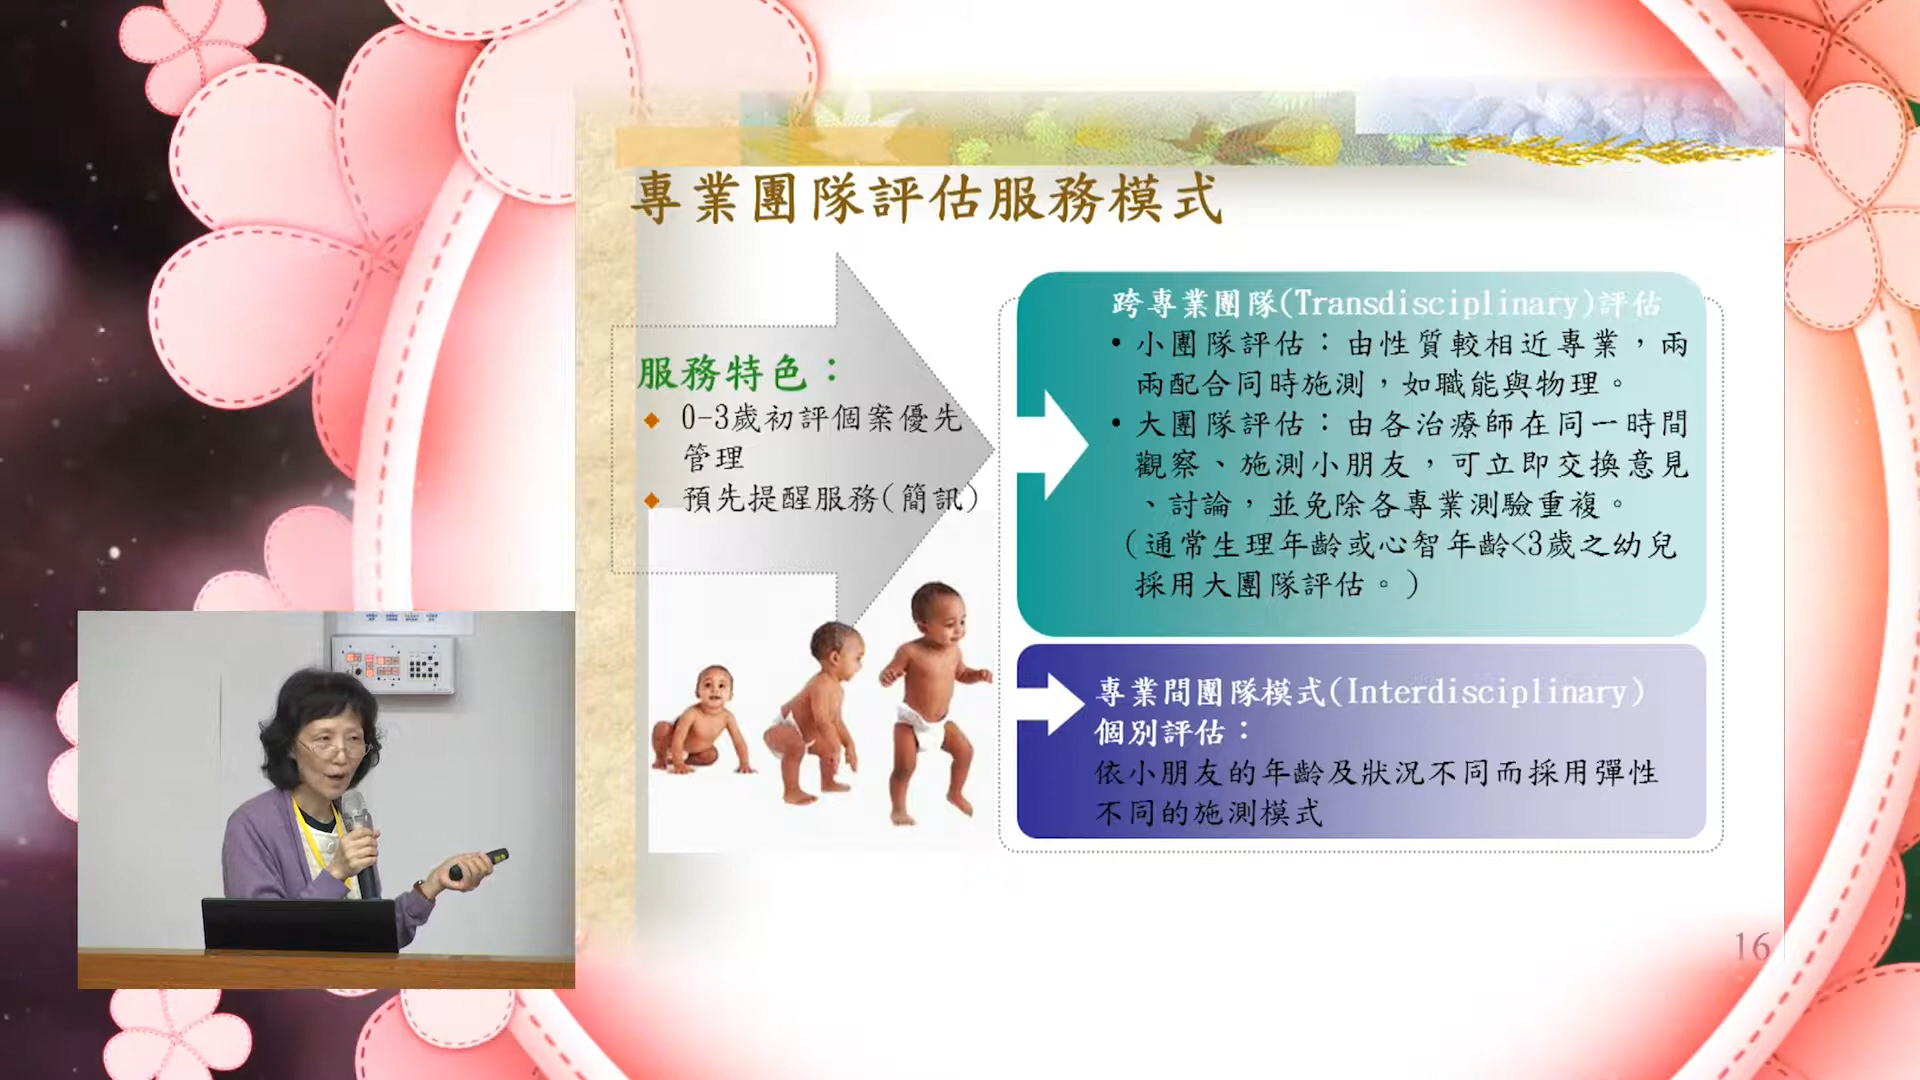 專業團隊評估服務模式
服務特色：
0-3歲初評個案優先
管理
預先提醒服務(簡訊)
跨專業團隊(Transdisciplinary)評估
•小團隊評估：由性質較相近專業，兩
兩配合同時施測，如職能與物理。
•大團隊評估：由各治療師在同一時間
觀察、施測小朋友，可立即交換意見
、討論，並免除各專業測驗重複。
(通常生理年齡或心智年齡<3歲之幼兒
採用大團隊評估。)
專業間團隊模式(Interdisciplinary)
個別評估：
依小朋友的年齡及狀況不同而採用彈性
不同的施測模式
16